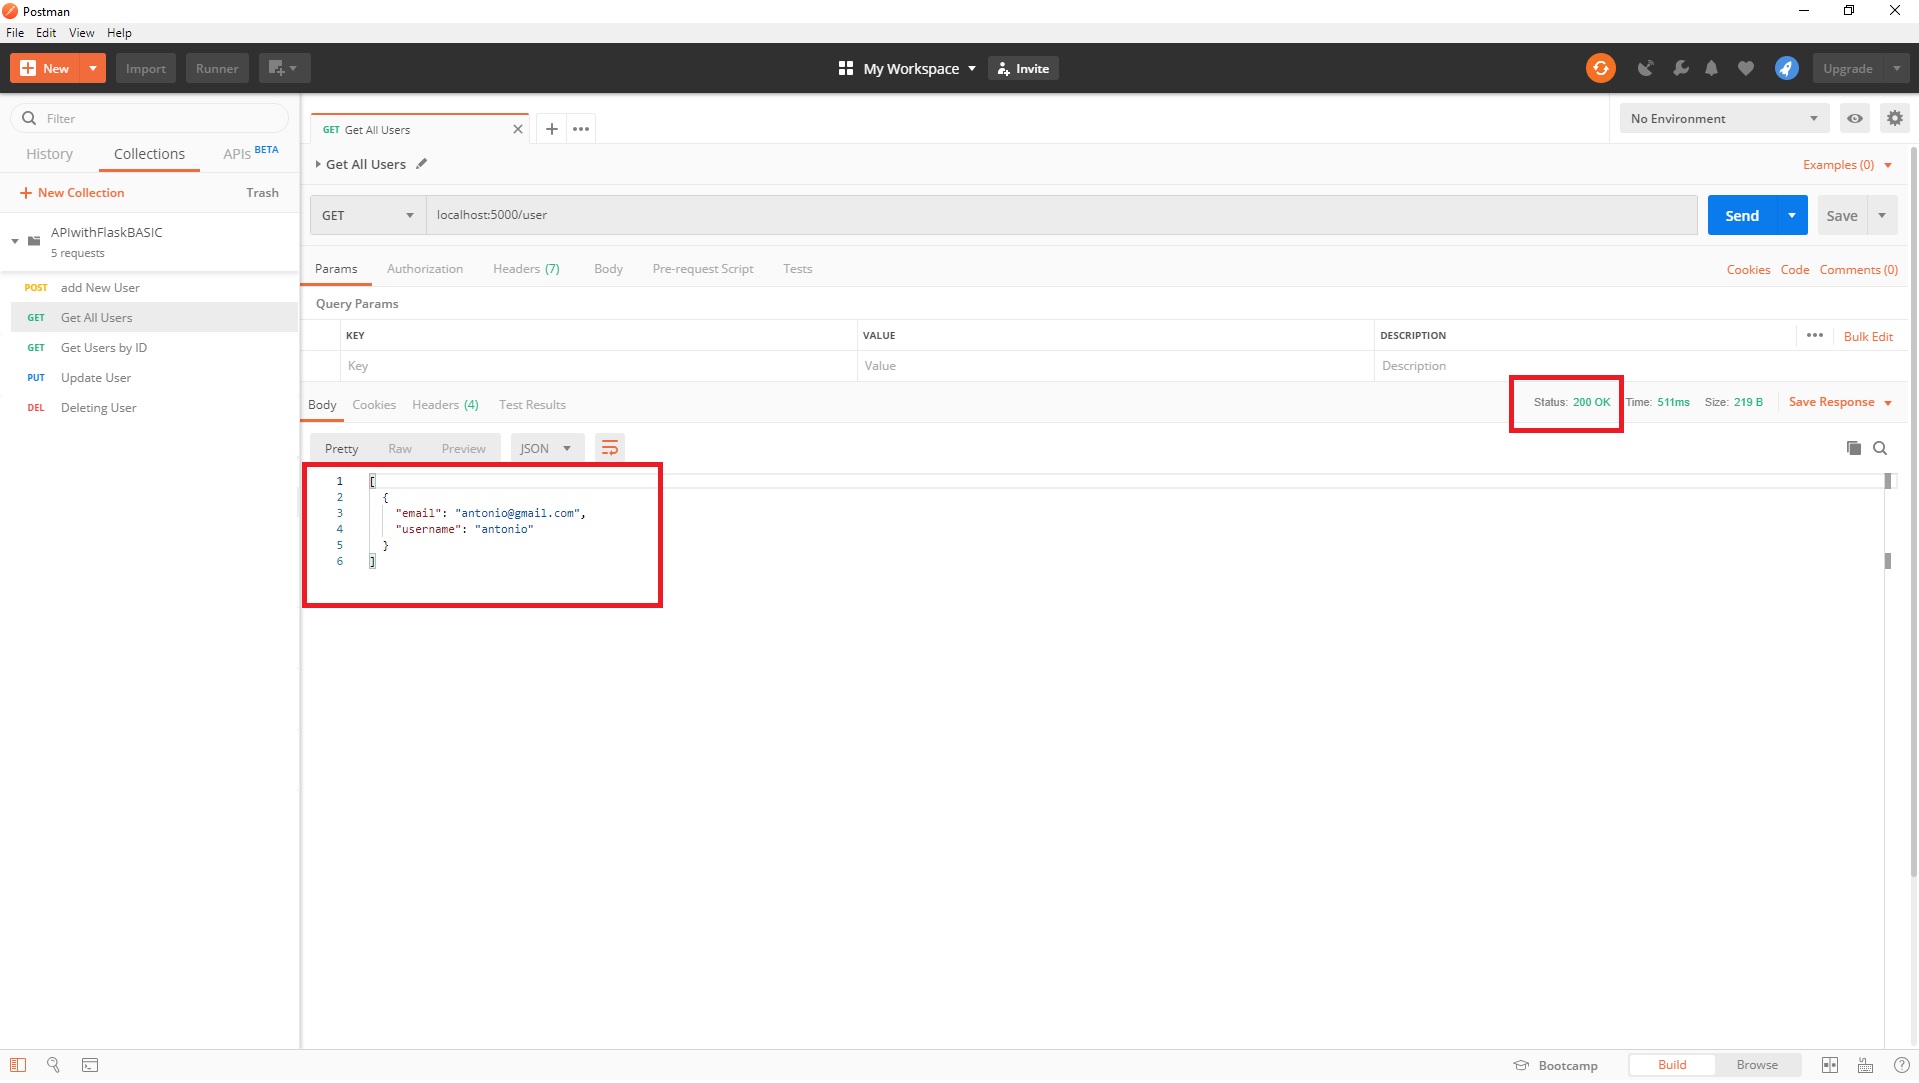 Postman
File Edit View Help
New Import Runner My Workspace Invite Upgrade
Filter
History Collections APIs BETA
New Collection Trash
APIwithFlaskBASIC
5 requests
POST add New User
GET Get All Users
GET Get Users by ID
PUT Update User
DEL Deleting User
GET Get All Users
No Environment
Get All Users
Examples (0)
GET localhost:5000/user Send Save
Params Authorization Headers (7) Body Pre-request Script Tests Cookies Code Comments (0)
Query Params
KEY VALUE DESCRIPTION Bulk Edit
Key Value Description
Body Cookies Headers (4) Test Results Status: 200 OK Time: 511ms Size: 219 B Save Response
Pretty Raw Preview JSON
1 [
2 {
3 "email": "antonio@gmail.com",
4 "username": "antonio"
5 }
6 ]
Bootcamp Build Browse